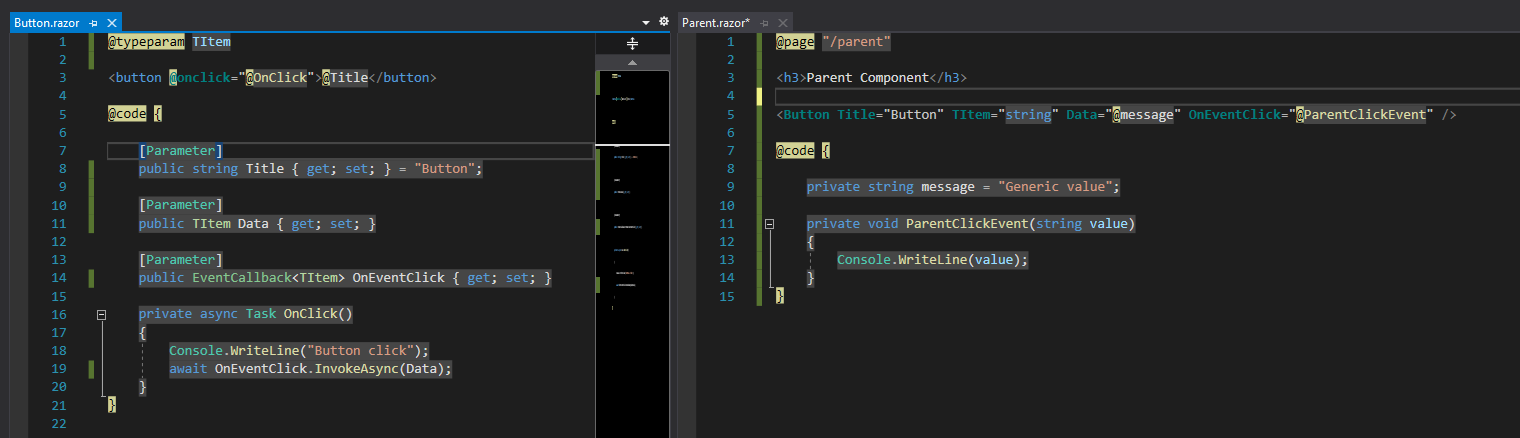 Button.razor
1 @typeparam TItem
2
3 <button @onclick="@OnClick">@Title</button>
4
5 @code {
6
7 [Parameter]
8 public string Title { get; set; } = "Button";
9
10 [Parameter]
11 public TItem Data { get; set; }
12
13 [Parameter]
14 public EventCallback<TItem> OnEventClick { get; set; }
15
16 private async Task OnClick()
17 {
18 Console.WriteLine("Button click");
19 await OnEventClick.InvokeAsync(Data);
20 }
21 }
22
Parent.razor*
1 @page "/parent"
2
3 <h3>Parent Component</h3>
4
5 <Button Title="Button" TItem="string" Data="@message" OnEventClick="@ParentClickEvent" />
6
7 @code {
8
9 private string message = "Generic value";
10
11 private void ParentClickEvent(string value)
12 {
13 Console.WriteLine(value);
14 }
15 }